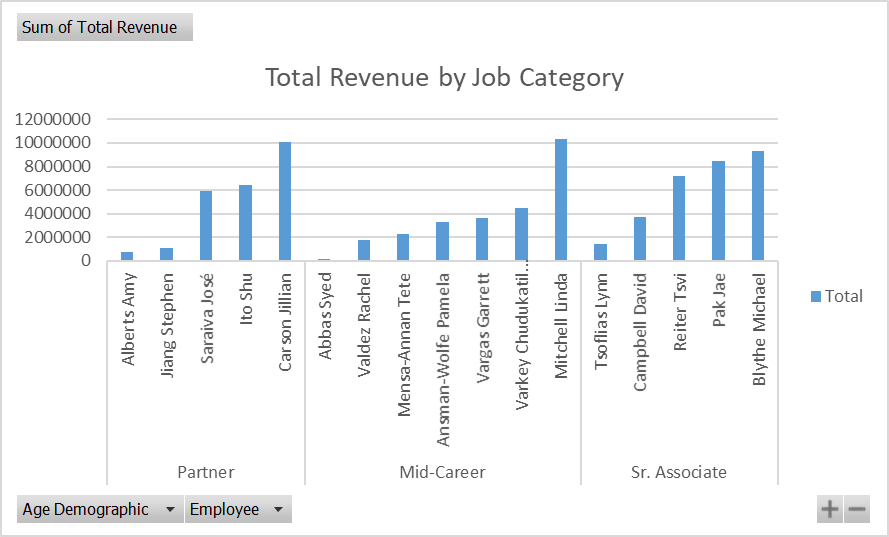 Sum of Total Revenue
Total Revenue by Job Category
12000000
10000000
8000000
6000000
4000000
2000000
0
Alberts Amy
Jiang Stephen
Saraiva José
Ito Shu
Carson Jillian
Abbas Syed
Valdez Rachel
Mensa-Annan Tete
Ansman-Wolfe Pamela
Vargas Garrett
Varkey Chudukatil...
Mitchell Linda
Tsoflias Lynn
Campbell David
Reiter Tsvi
Pak Jae
Blythe Michael
Partner
Mid-Career
Sr. Associate
Total
Age Demographic
Employee